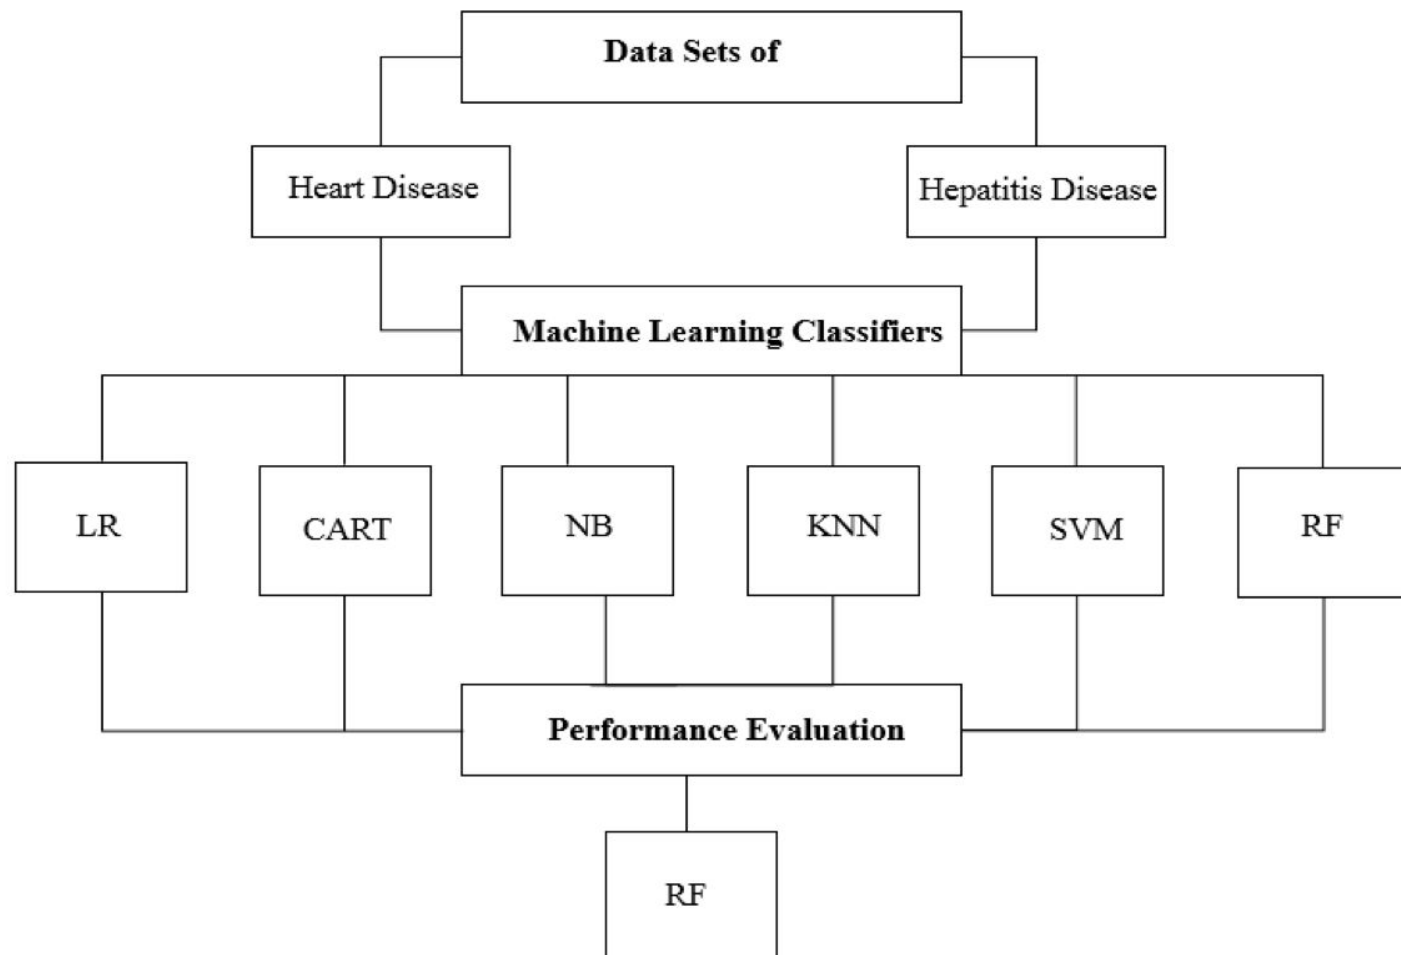 Data Sets of
Heart Disease
Hepatitis Disease
Machine Learning Classifiers
LR
CART
NB
KNN
SVM
RF
Performance Evaluation
RF